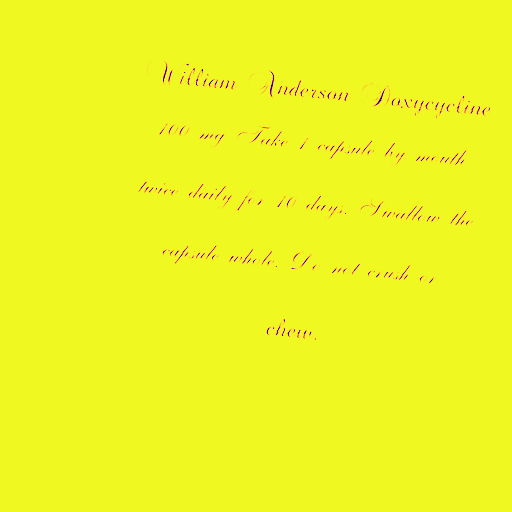 William Anderson Doxycycline
100 mg Take 1 capsule by mouth
twice daily for 10 days. Swallow the
capsule whole. Do not crush or
chew.